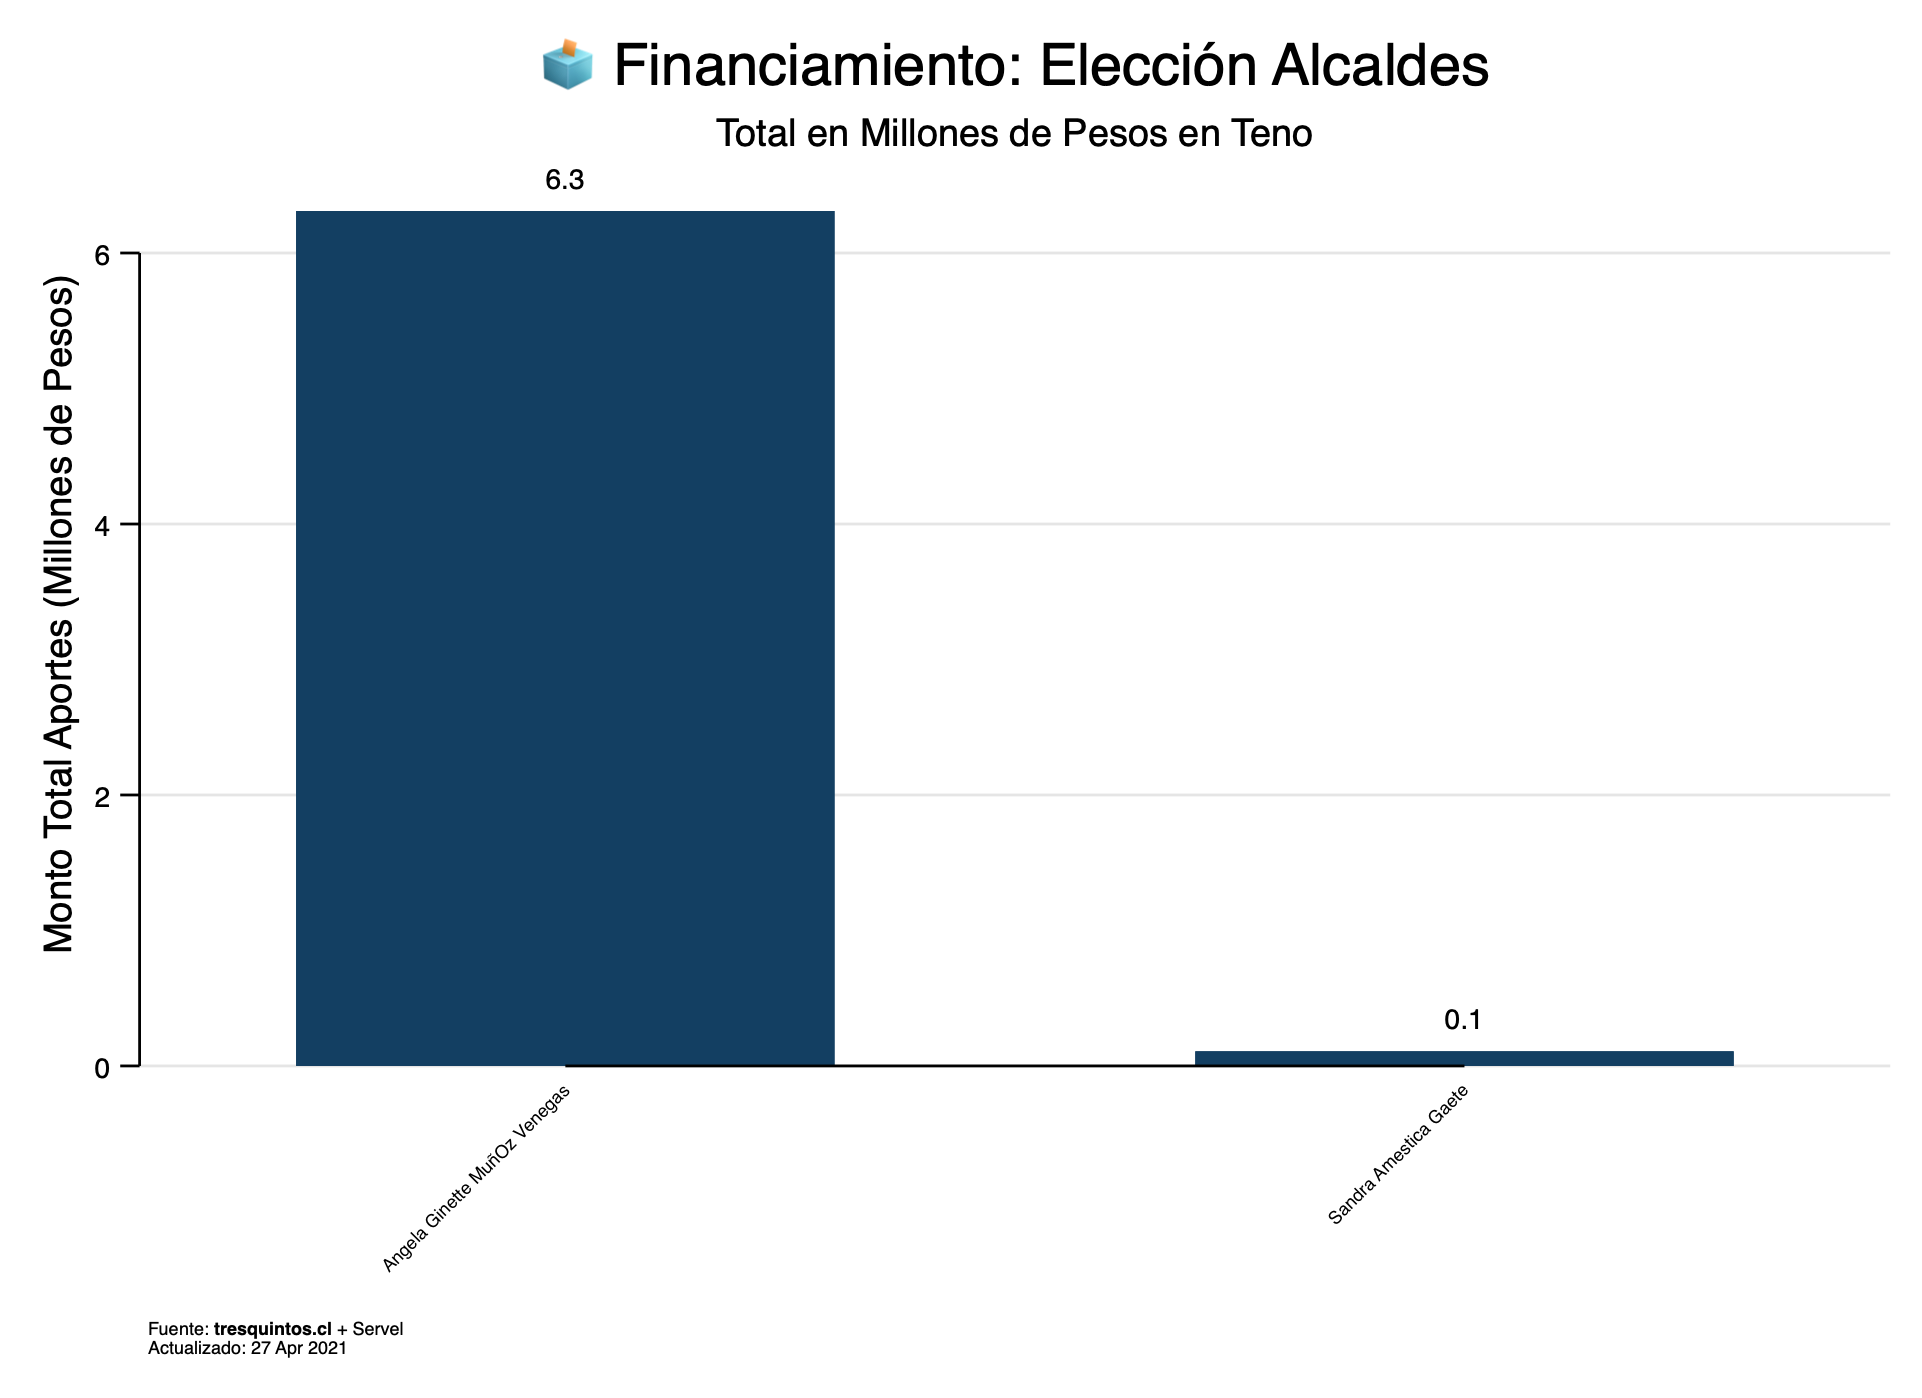 Financiamiento: Elección Alcaldes
Total en Millones de Pesos en Teno
Monto Total Aportes (Millones de Pesos)
6
4
2
0
6.3
0.1
Angela Ginette MuñOz Venegas
Sandra Amestica Gaete
Fuente: tresquintos.cl + Servel
Actualizado: 27 Apr 2021